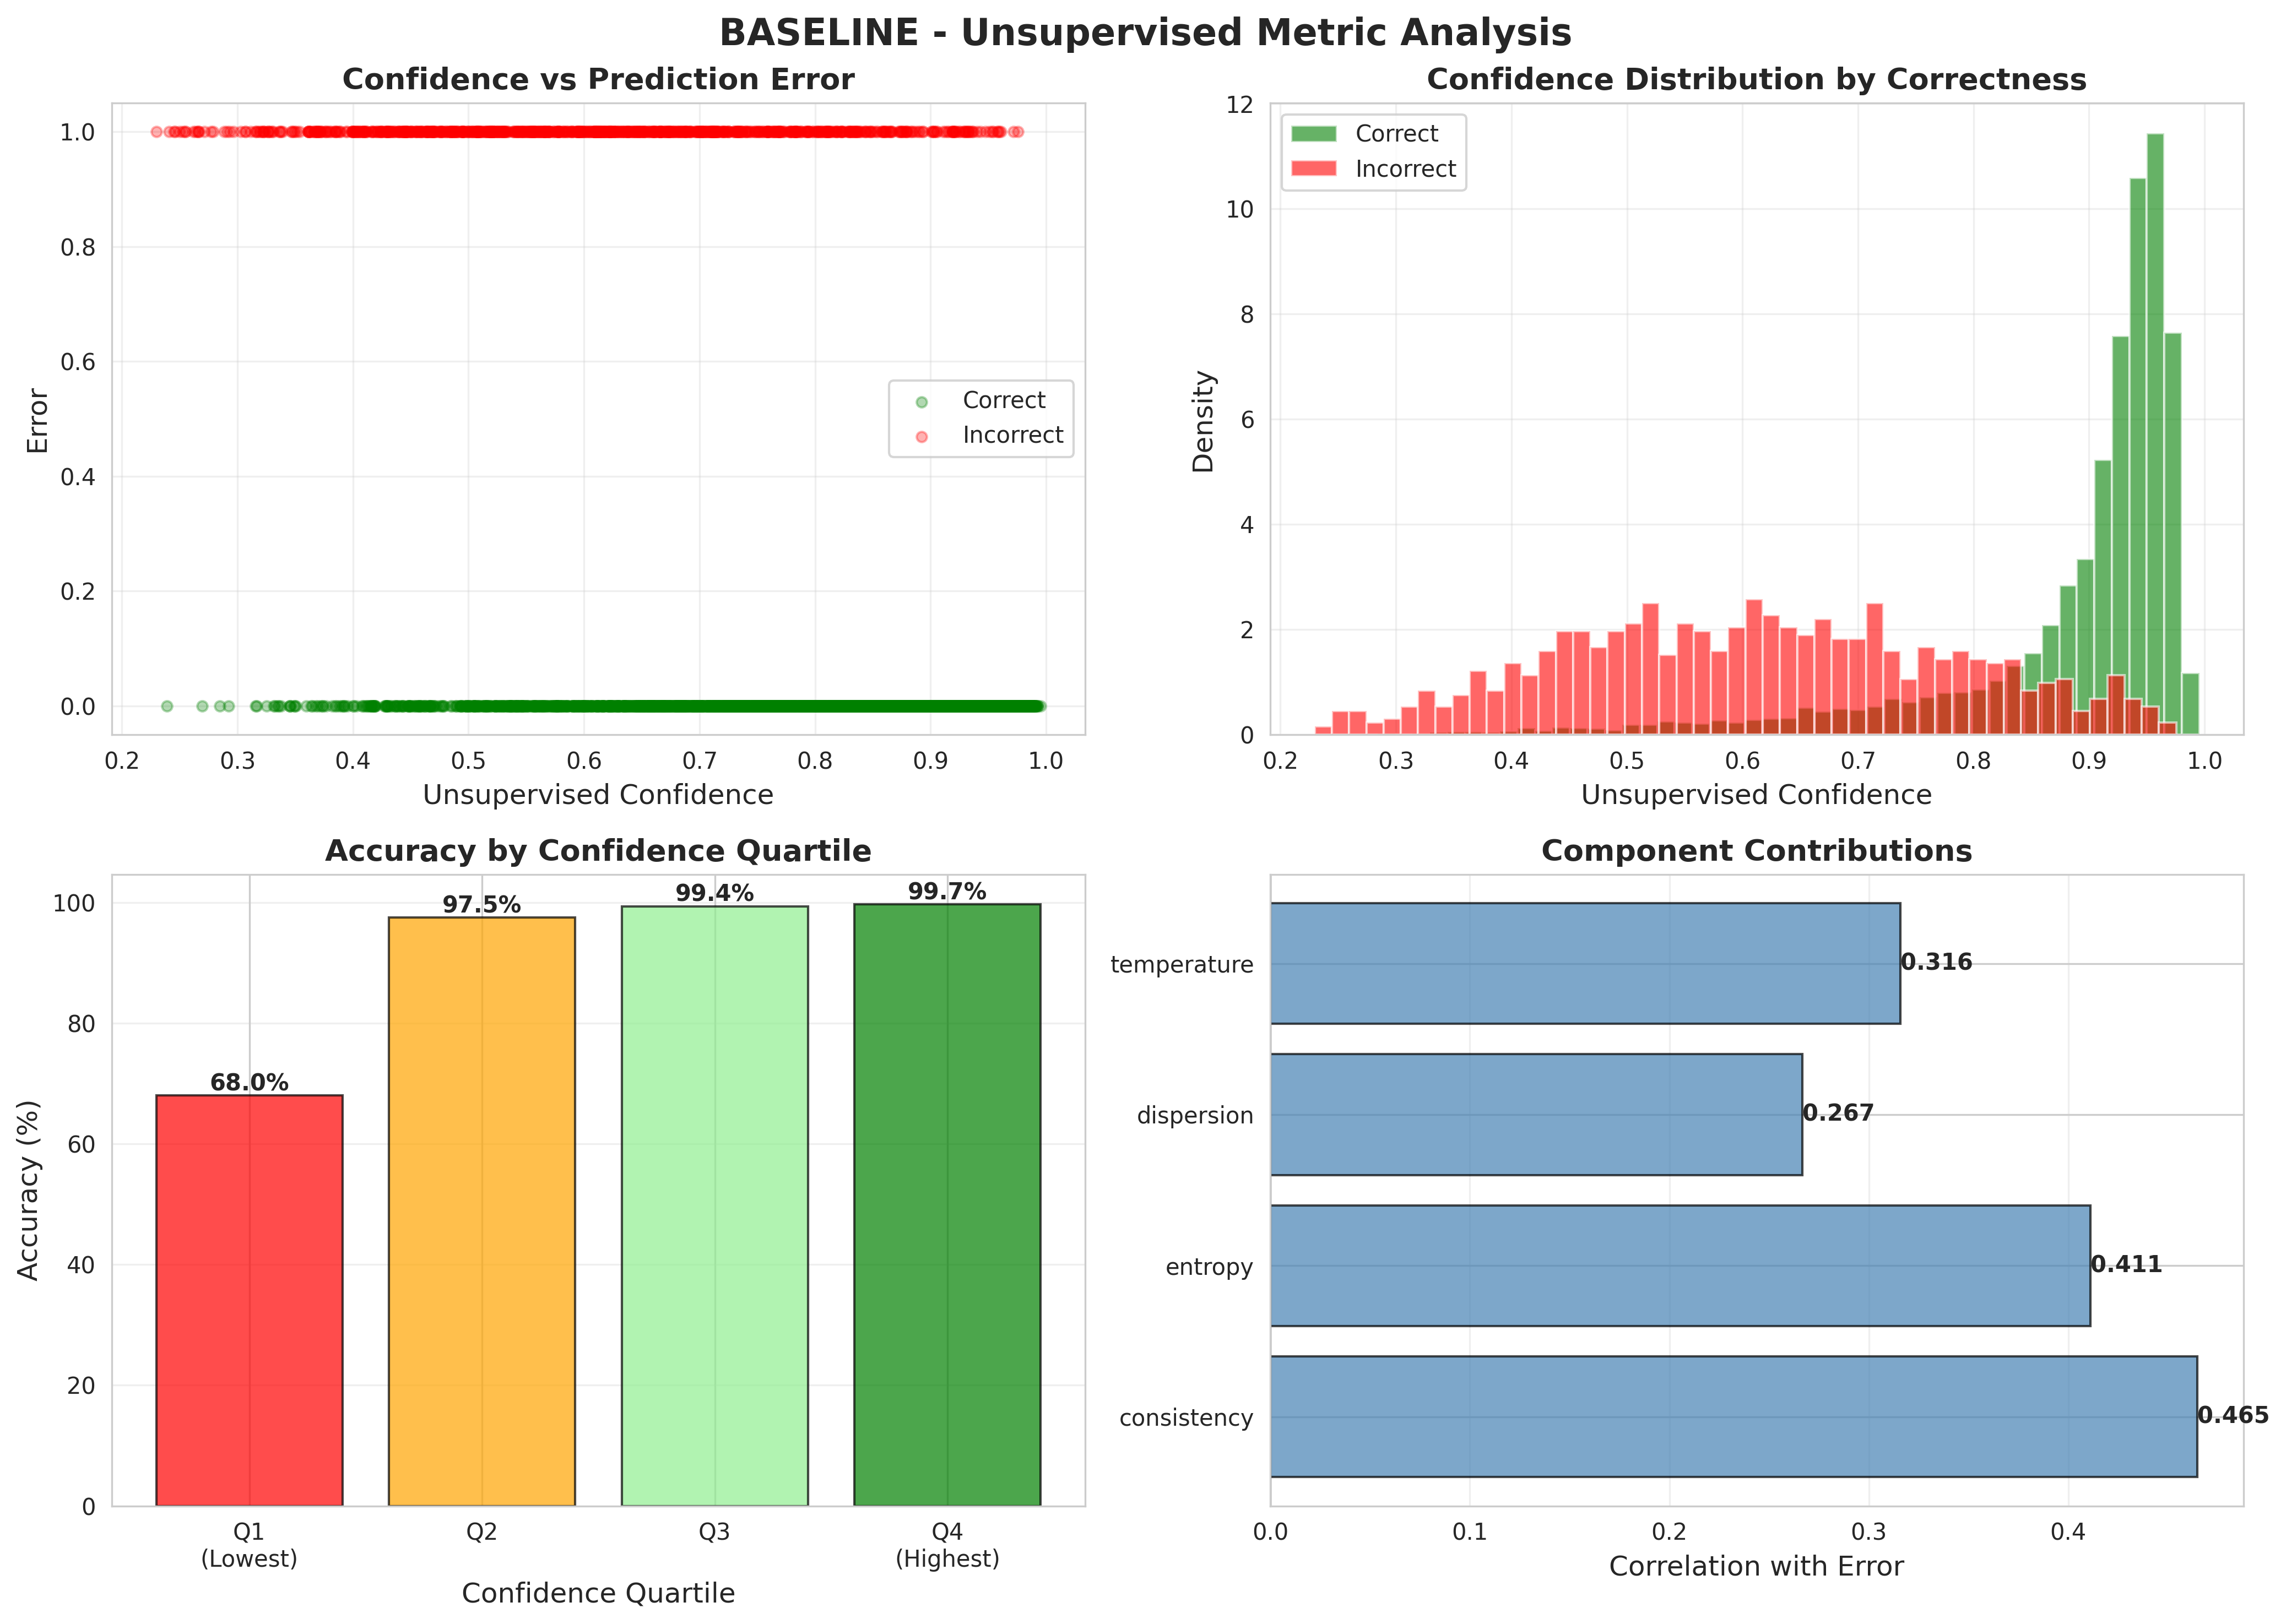 BASELINE - Unsupervised Metric Analysis
Confidence vs Prediction Error
1.0
0.8
0.6
0.4
0.2
0.0
Error
Correct
Incorrect
0.2 0.3 0.4 0.5 0.6 0.7 0.8 0.9 1.0
Unsupervised Confidence
Confidence Distribution by Correctness
12
10
8
6
4
2
0
Density
Correct
Incorrect
0.2 0.3 0.4 0.5 0.6 0.7 0.8 0.9 1.0
Unsupervised Confidence
Accuracy by Confidence Quartile
100
80
60
40
20
0
Accuracy (%)
68.0%
97.5%
99.4%
99.7%
Q1 Q2 Q3 Q4
(Lowest) (Highest)
Confidence Quartile
Component Contributions
temperature 0.316
dispersion 0.267
entropy 0.411
consistency 0.465
0.0 0.1 0.2 0.3 0.4
Correlation with Error